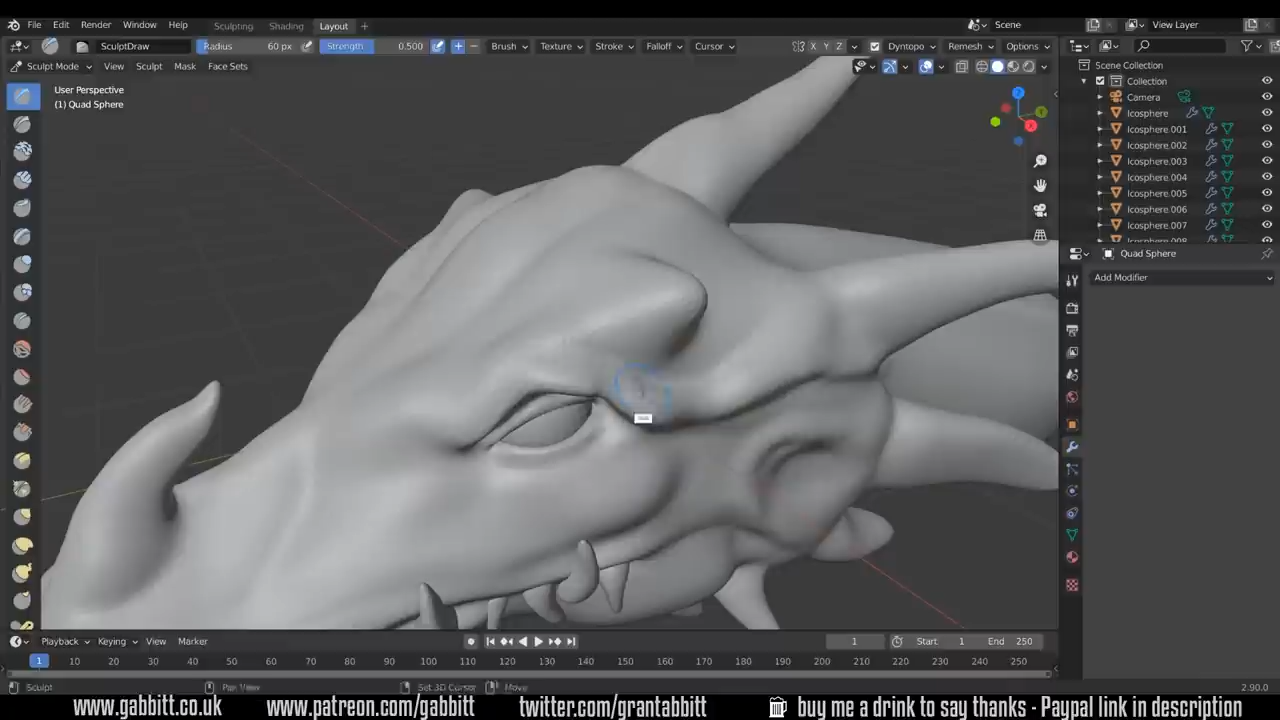 File Edit Render Window Help Sculpting Shading Layout + Scene View Layer
SculptDraw Radius 60 px Strength 0.500 + − Brush Texture Stroke Falloff Cursor X Y Z Dyntopo Remesh Options
Sculpt Mode View Sculpt Mask Face Sets
User Perspective
(1) Quad Sphere
Scene Collection
Collection
Camera
Icosphere
Icosphere.001
Icosphere.002
Icosphere.003
Icosphere.004
Icosphere.005
Icosphere.006
Icosphere.007
Icosphere.008
Quad Sphere
Add Modifier
Playback Keying View Marker 1 Start: 1 End 250
1 10 20 30 40 50 60 70 80 90 100 110 120 130 140 150 160 170 180 190 200 210 220 230 240 250
Sculpt Pan View Set 3D Cursor Move 2.90.0
www.gabbitt.co.uk www.patreon.com/gabbitt twitter.com/grantabbitt buy me a drink to say thanks - Paypal link in description